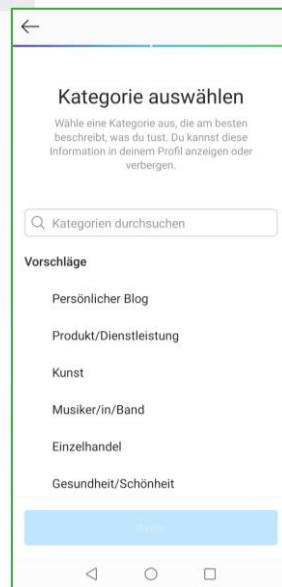 Kategorie auswählen
Wähle eine Kategorie aus, die am besten
beschreibt, was du tust. Du kannst diese
Information in deinem Profil anzeigen oder
verbergen.
Kategorien durchsuchen
Vorschläge
Persönlicher Blog
Produkt/Dienstleistung
Kunst
Musiker/in/Band
Einzelhandel
Gesundheit/Schönheit